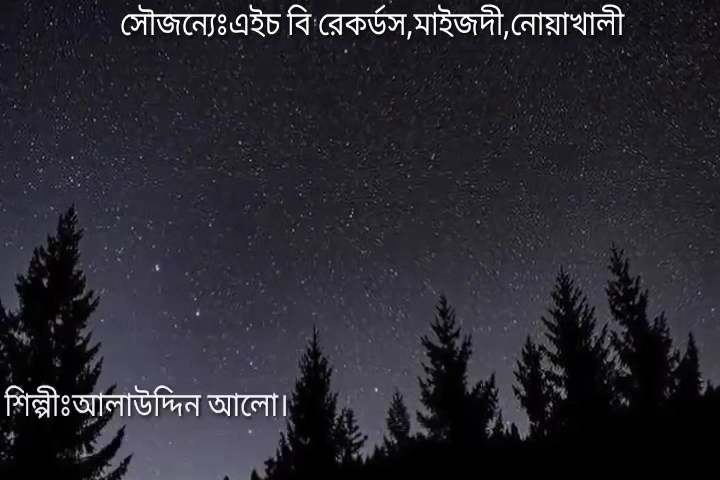 সৌজন্যেঃএইচ বি রেকর্ডস,মাইজদী,নোয়াখালী
শিল্পীঃআলাউদ্দিন আলো।